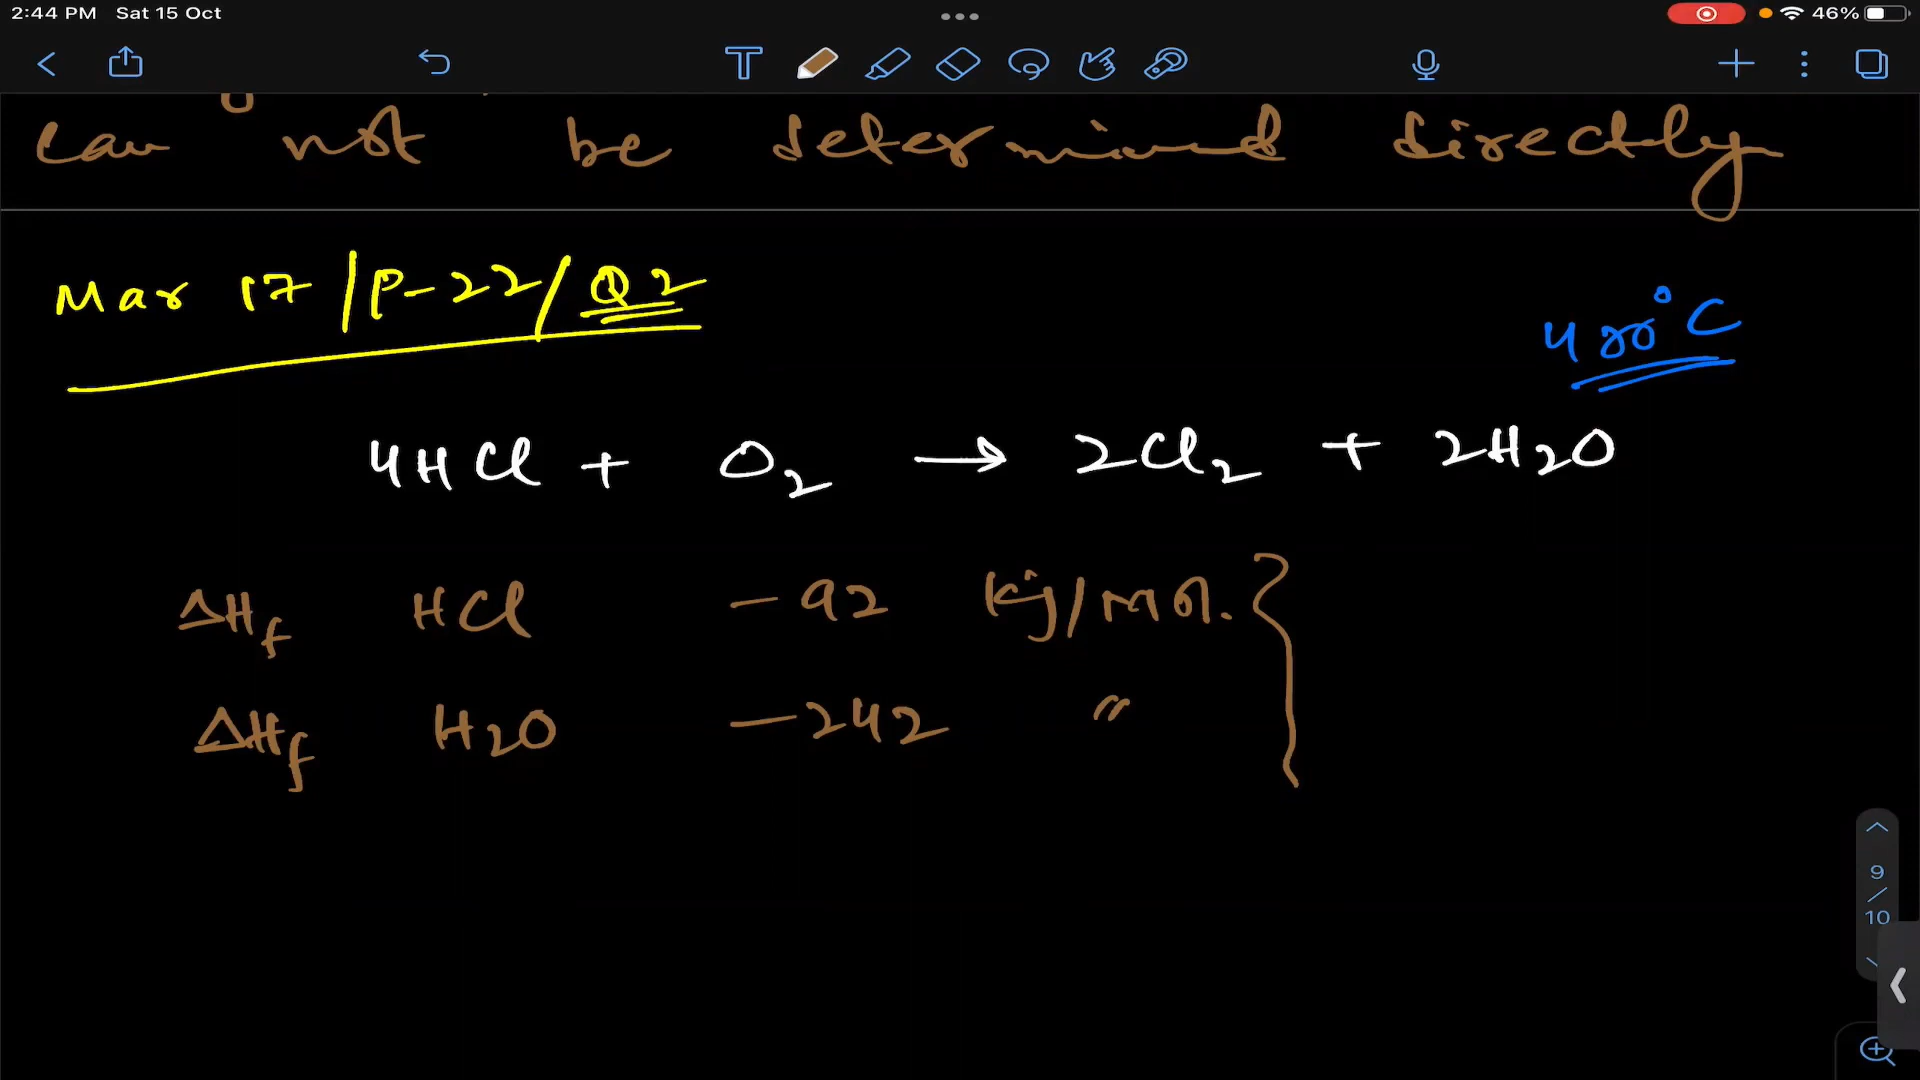 2:44 PM Sat 15 Oct 46%
T
can not be determined directly
Mar 17 / P-22 / Q2
400°C
4HCl + O₂ → 2Cl₂ + 2H₂O
ΔHf HCl -92 kJ/mol.
ΔHf H₂O -242 "
9
/
10